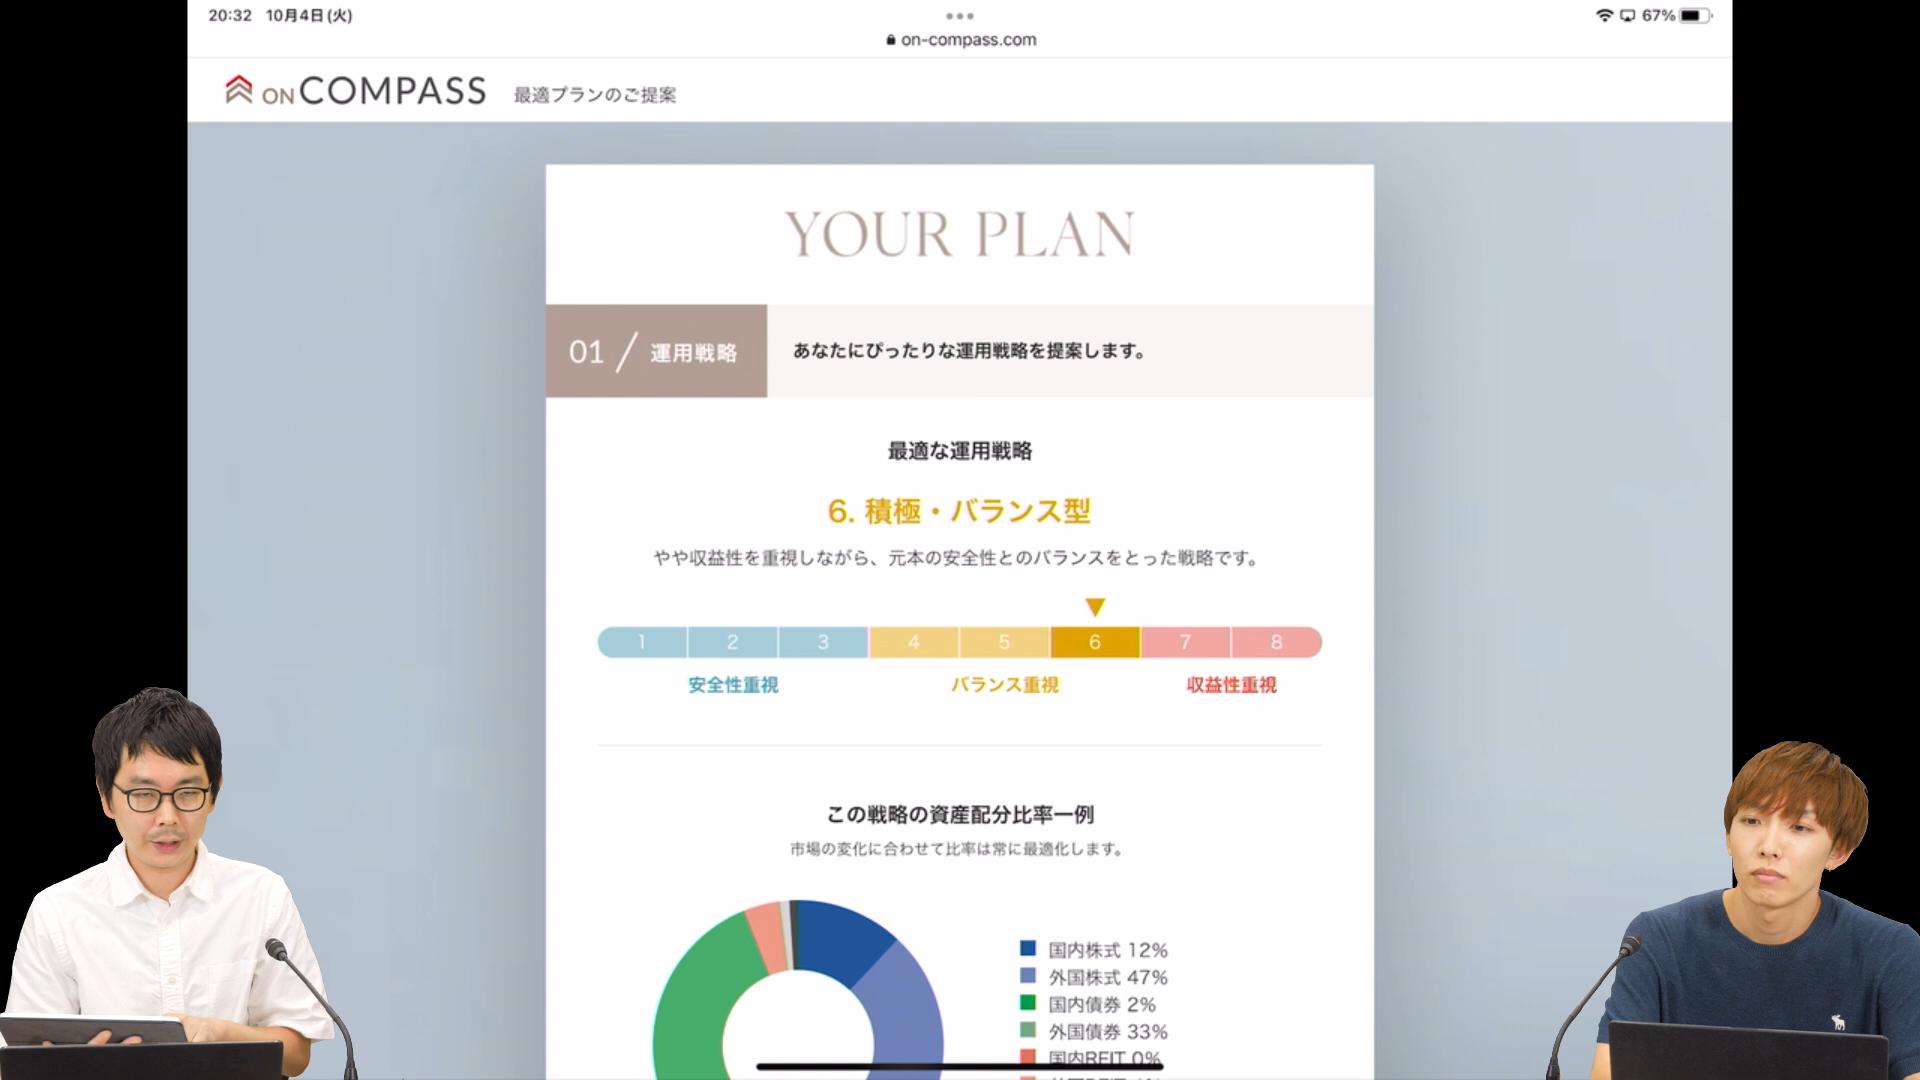 20:32 10月4日(火)
67%
on-compass.com
ON COMPASS 最適プランのご提案
YOUR PLAN
01 / 運用戦略 あなたにぴったりな運用戦略を提案します。
最適な運用戦略
6. 積極・バランス型
やや収益性を重視しながら、元本の安全性とのバランスをとった戦略です。
1 2 3 4 5 6 7 8
安全性重視 バランス重視 収益性重視
この戦略の資産配分比率一例
市場の変化に合わせて比率は常に最適化します。
国内株式 12%
外国株式 47%
国内債券 2%
外国債券 33%
国内REIT 0%